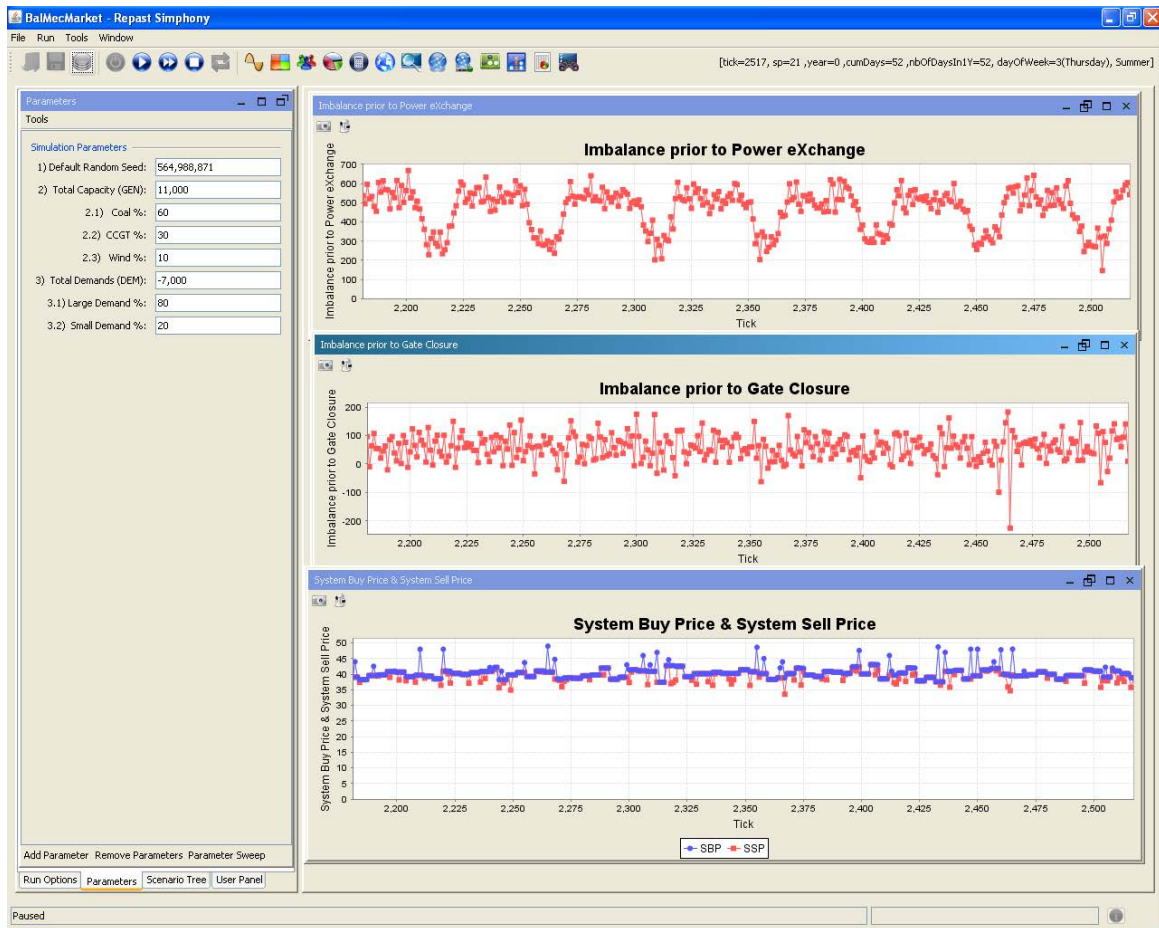 BalMecMarket - Repast Simphony
File Run Tools Window
[tick=2517, sp=21 ,year=0 ,cumDays=52 ,nbOfDaysIn1Y=52, dayOfWeek=3(Thursday), Summer]
Parameters
Tools
Simulation Parameters
1) Default Random Seed: 564,988,871
2) Total Capacity (GEN): 11,000
2.1) Coal %: 60
2.2) CCGT %: 30
2.3) Wind %: 10
3) Total Demands (DEM): -7,000
3.1) Large Demand %: 80
3.2) Small Demand %: 20
Add Parameter Remove Parameters Parameter Sweep
Run Options Parameters Scenario Tree User Panel
Paused
Imbalance prior to Power eXchange
Imbalance prior to Power eXchange
Imbalance prior to Power eXchange
700
600
500
400
300
200
100
0
2,200 2,225 2,250 2,275 2,300 2,325 2,350 2,375 2,400 2,425 2,450 2,475 2,500
Tick
Imbalance prior to Gate Closure
Imbalance prior to Gate Closure
Imbalance prior to Gate Closure
200
100
0
-100
-200
2,200 2,225 2,250 2,275 2,300 2,325 2,350 2,375 2,400 2,425 2,450 2,475 2,500
Tick
System Buy Price & System Sell Price
System Buy Price & System Sell Price
System Buy Price & System Sell Price
50
45
40
35
30
25
20
15
10
5
0
2,200 2,225 2,250 2,275 2,300 2,325 2,350 2,375 2,400 2,425 2,450 2,475 2,500
Tick
SBP SSP